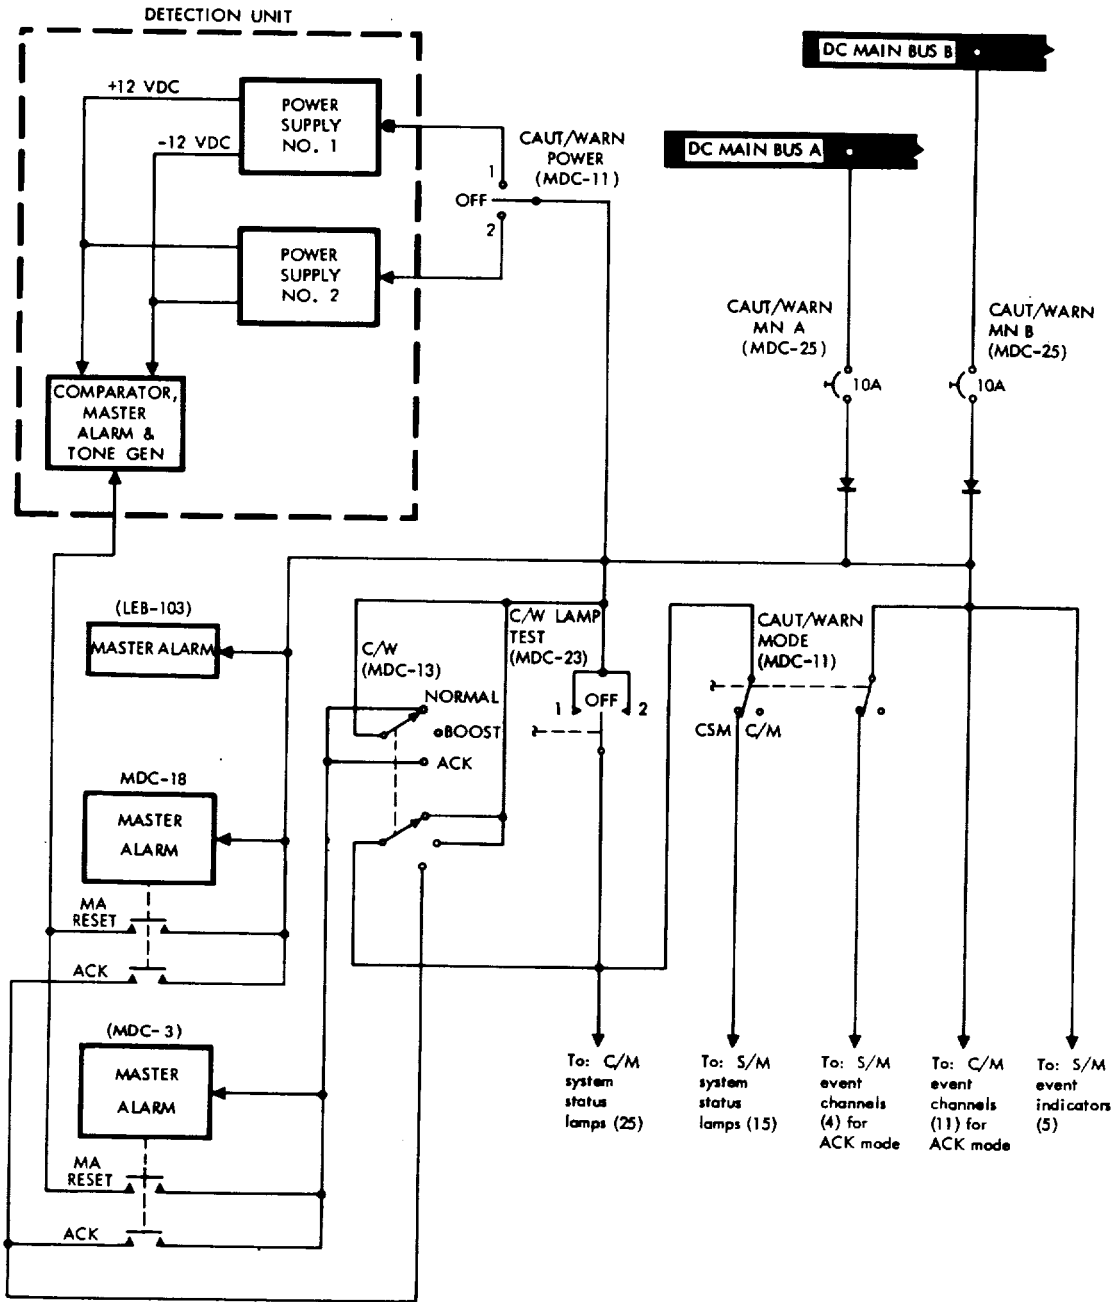 DETECTION UNIT
DC MAIN BUS B
+12 VDC
POWER
SUPPLY
NO. 1
-12 VDC
CAUT/WARN
POWER
(MDC-11)
DC MAIN BUS A
1
OFF
2
POWER
SUPPLY
NO. 2
CAUT/WARN
MN A
(MDC-25)
CAUT/WARN
MN B
(MDC-25)
10A
10A
COMPARATOR,
MASTER
ALARM &
TONE GEN
(LEB-103)
MASTER ALARM
C/W
(MDC-13)
C/W LAMP
TEST
(MDC-23)
CAUT/WARN
MODE
(MDC-11)
NORMAL
BOOST
ACK
1
OFF
2
CSM
C/M
MDC-18
MASTER
ALARM
MA
RESET
ACK
(MDC-3)
MASTER
ALARM
MA
RESET
ACK
To: C/M
system
status
lamps (25)
To: S/M
system
status
lamps (15)
To: S/M
event
channels
(4) for
ACK mode
To: C/M
event
channels
(11) for
ACK mode
To: S/M
event
indicators
(5)